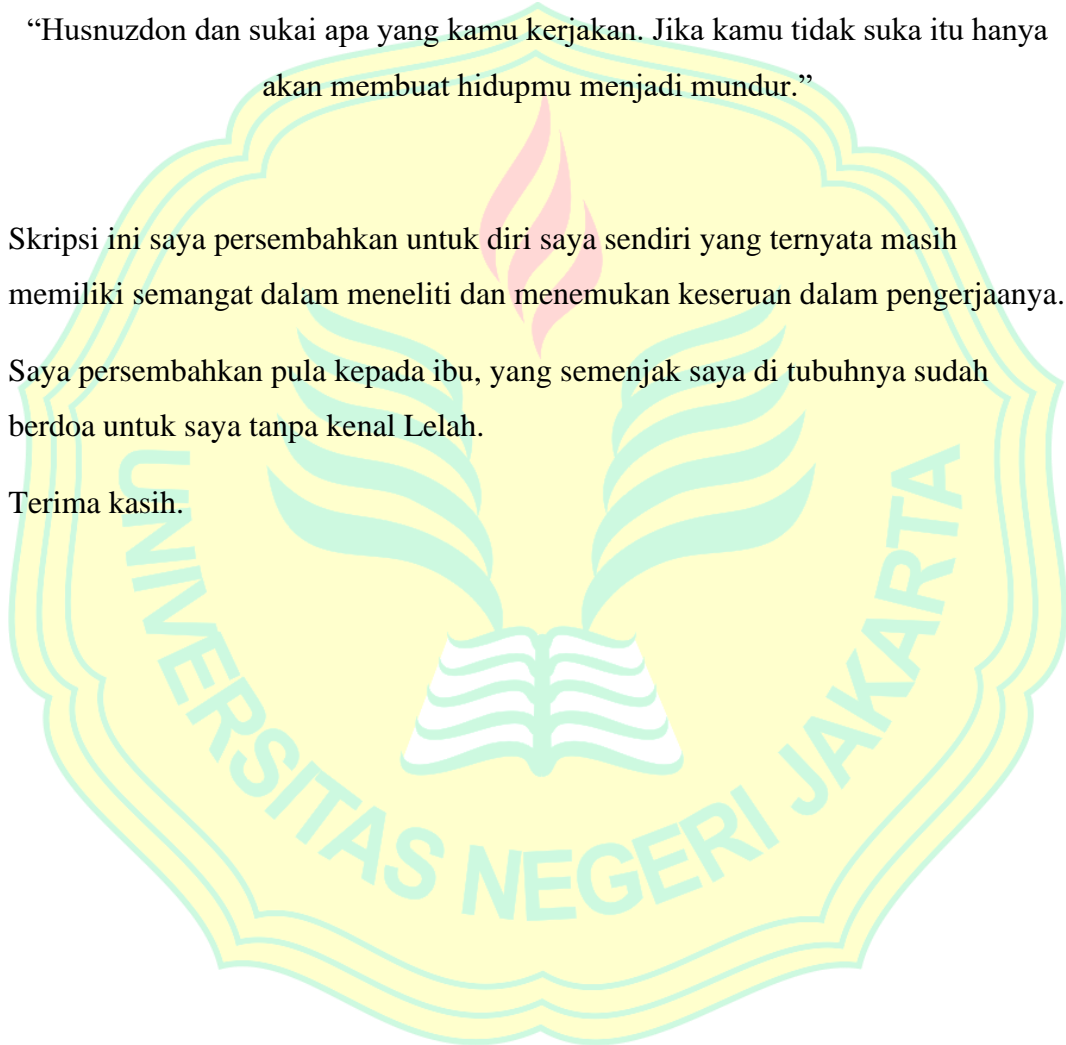 “Husnuzdon dan sukai apa yang kamu kerjakan. Jika kamu tidak suka itu hanya
akan membuat hidupmu menjadi mundur.”
Skripsi ini saya persembahkan untuk diri saya sendiri yang ternyata masih
memiliki semangat dalam meneliti dan menemukan keseruan dalam pengerjaanya.
Saya persembahkan pula kepada ibu, yang semenjak saya di tubuhnya sudah
berdoa untuk saya tanpa kenal Lelah.
Terima kasih.
UNIVERSITAS NEGERI JAKARTA